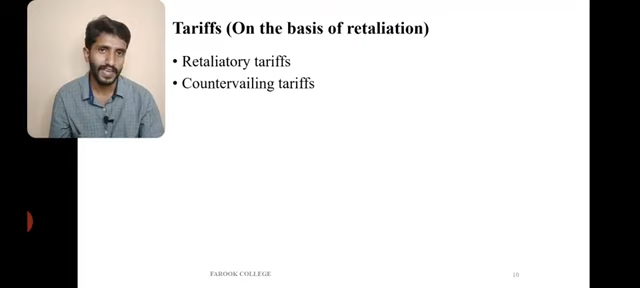 Tariffs (On the basis of retaliation)
• Retaliatory tariffs
• Countervailing tariffs
FAROOK COLLEGE
10